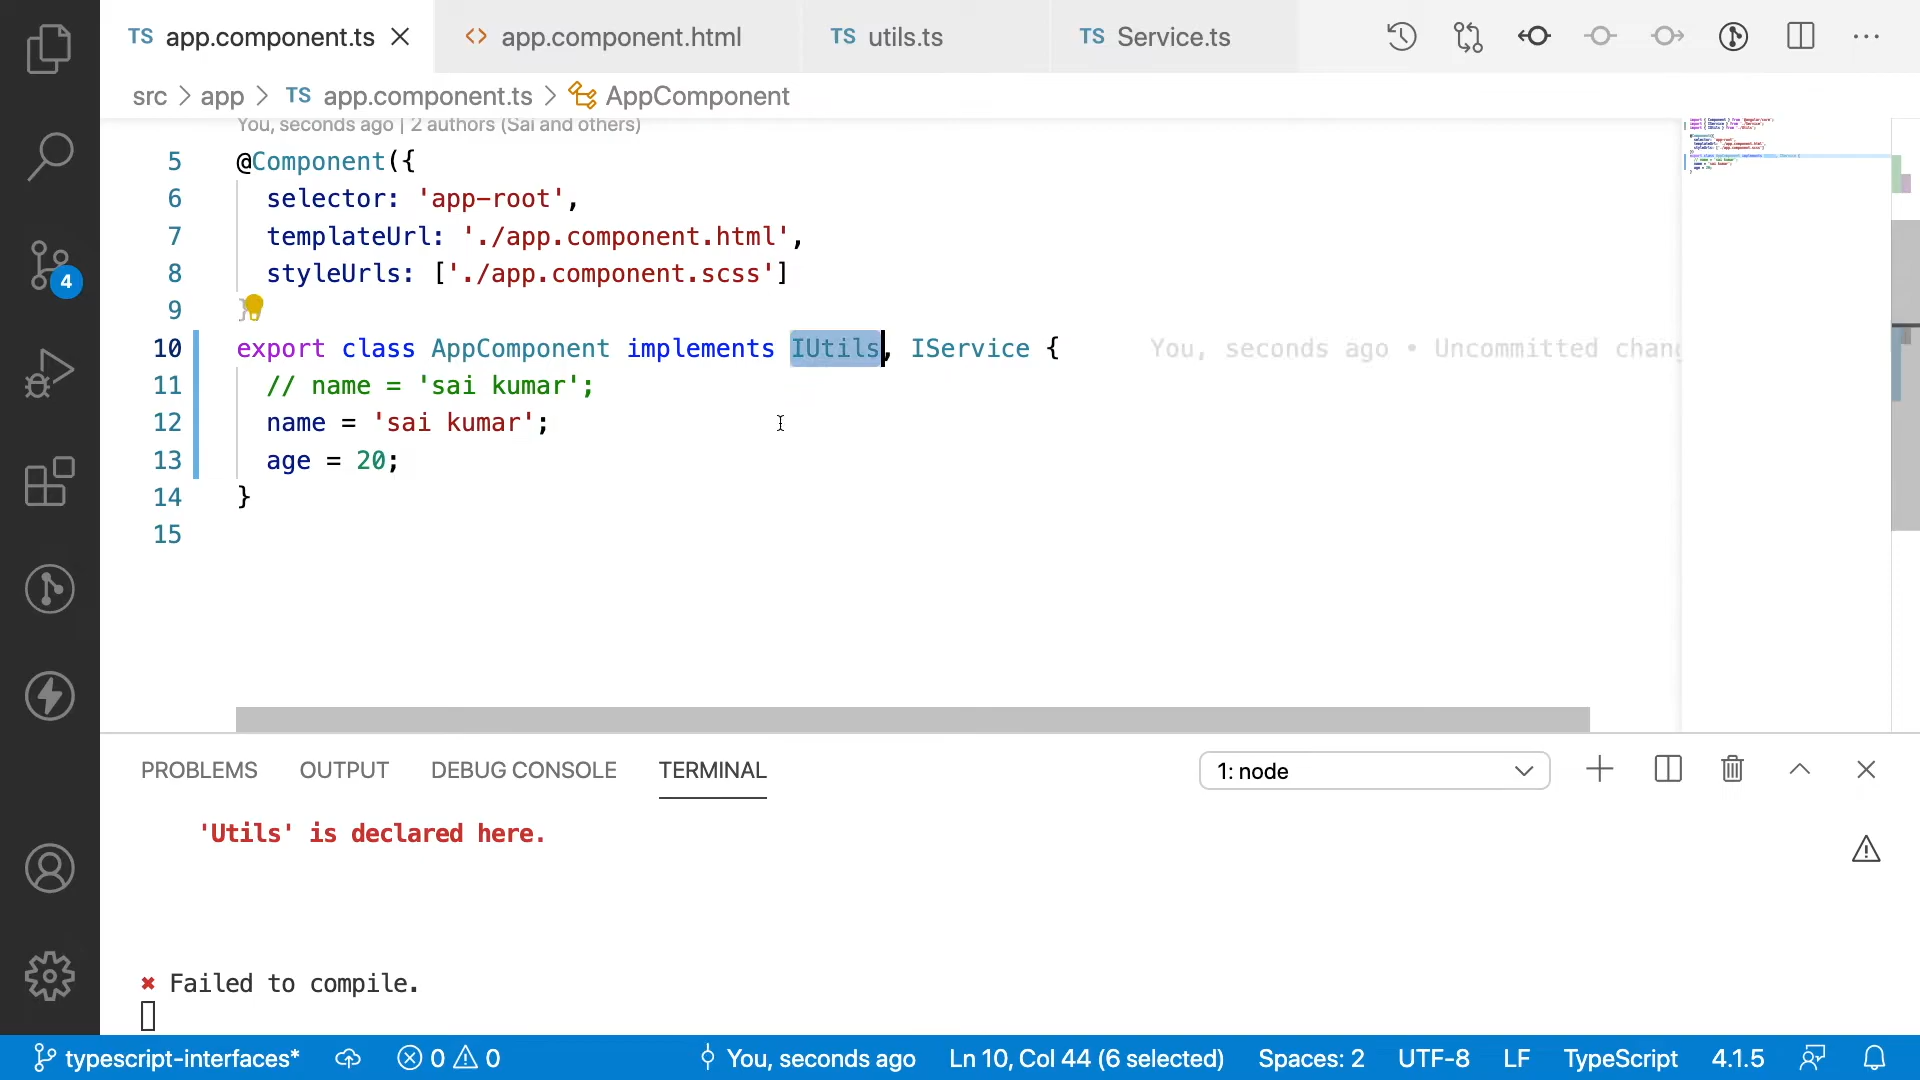 TS app.component.ts
<> app.component.html
TS utils.ts
TS Service.ts
src > app > TS app.component.ts > AppComponent
You, seconds ago | 2 authors (Sai and others)
5 @Component({
6 selector: 'app-root',
7 templateUrl: './app.component.html',
8 styleUrls: ['./app.component.scss']
9 }
10 export class AppComponent implements IUtils, IService { You, seconds ago • Uncommitted chang
11 // name = 'sai kumar';
12 name = 'sai kumar';
13 age = 20;
14 }
15
PROBLEMS OUTPUT DEBUG CONSOLE TERMINAL 1: node
'Utils' is declared here.
✖ Failed to compile.
4
typescript-interfaces* 0 0 You, seconds ago Ln 10, Col 44 (6 selected) Spaces: 2 UTF-8 LF TypeScript 4.1.5